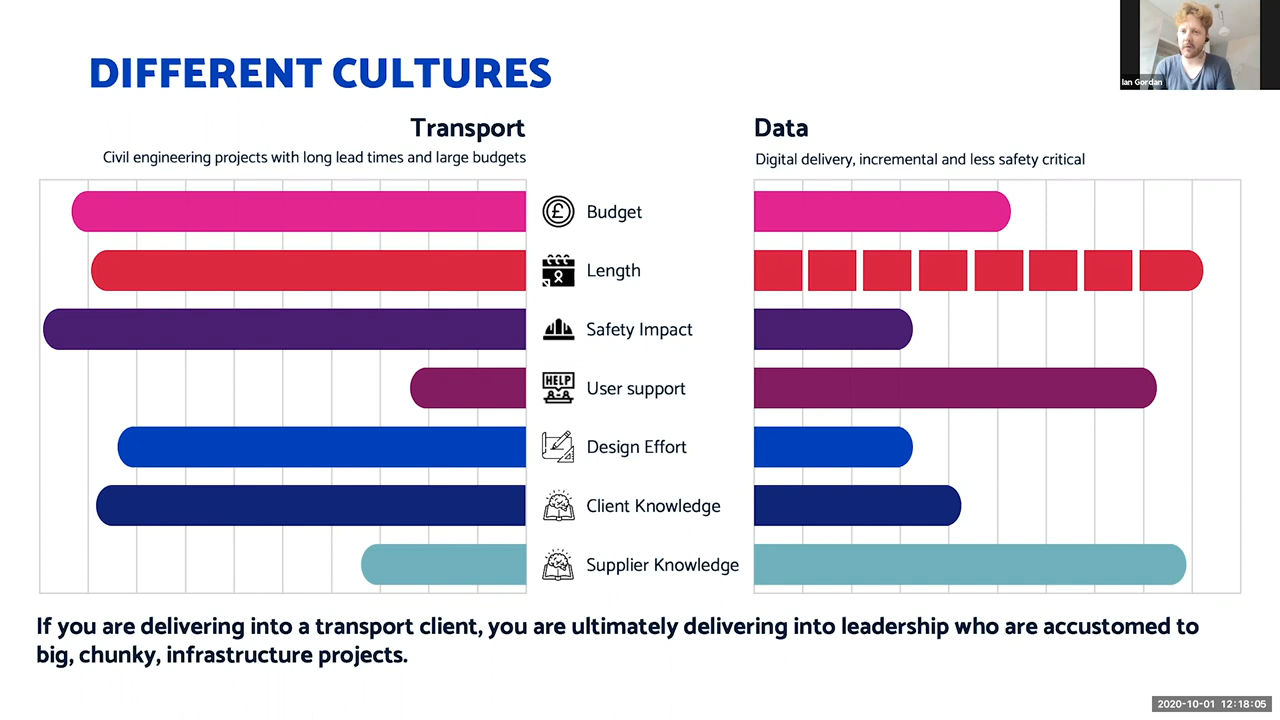 Ian Gordan
DIFFERENT CULTURES
Transport
Civil engineering projects with long lead times and large budgets
Data
Digital delivery, incremental and less safety critical
£
Budget
Length
Safety Impact
HELP
User support
Design Effort
Client Knowledge
Supplier Knowledge
If you are delivering into a transport client, you are ultimately delivering into leadership who are accustomed to
big, chunky, infrastructure projects.
2020-10-01 12:18:05